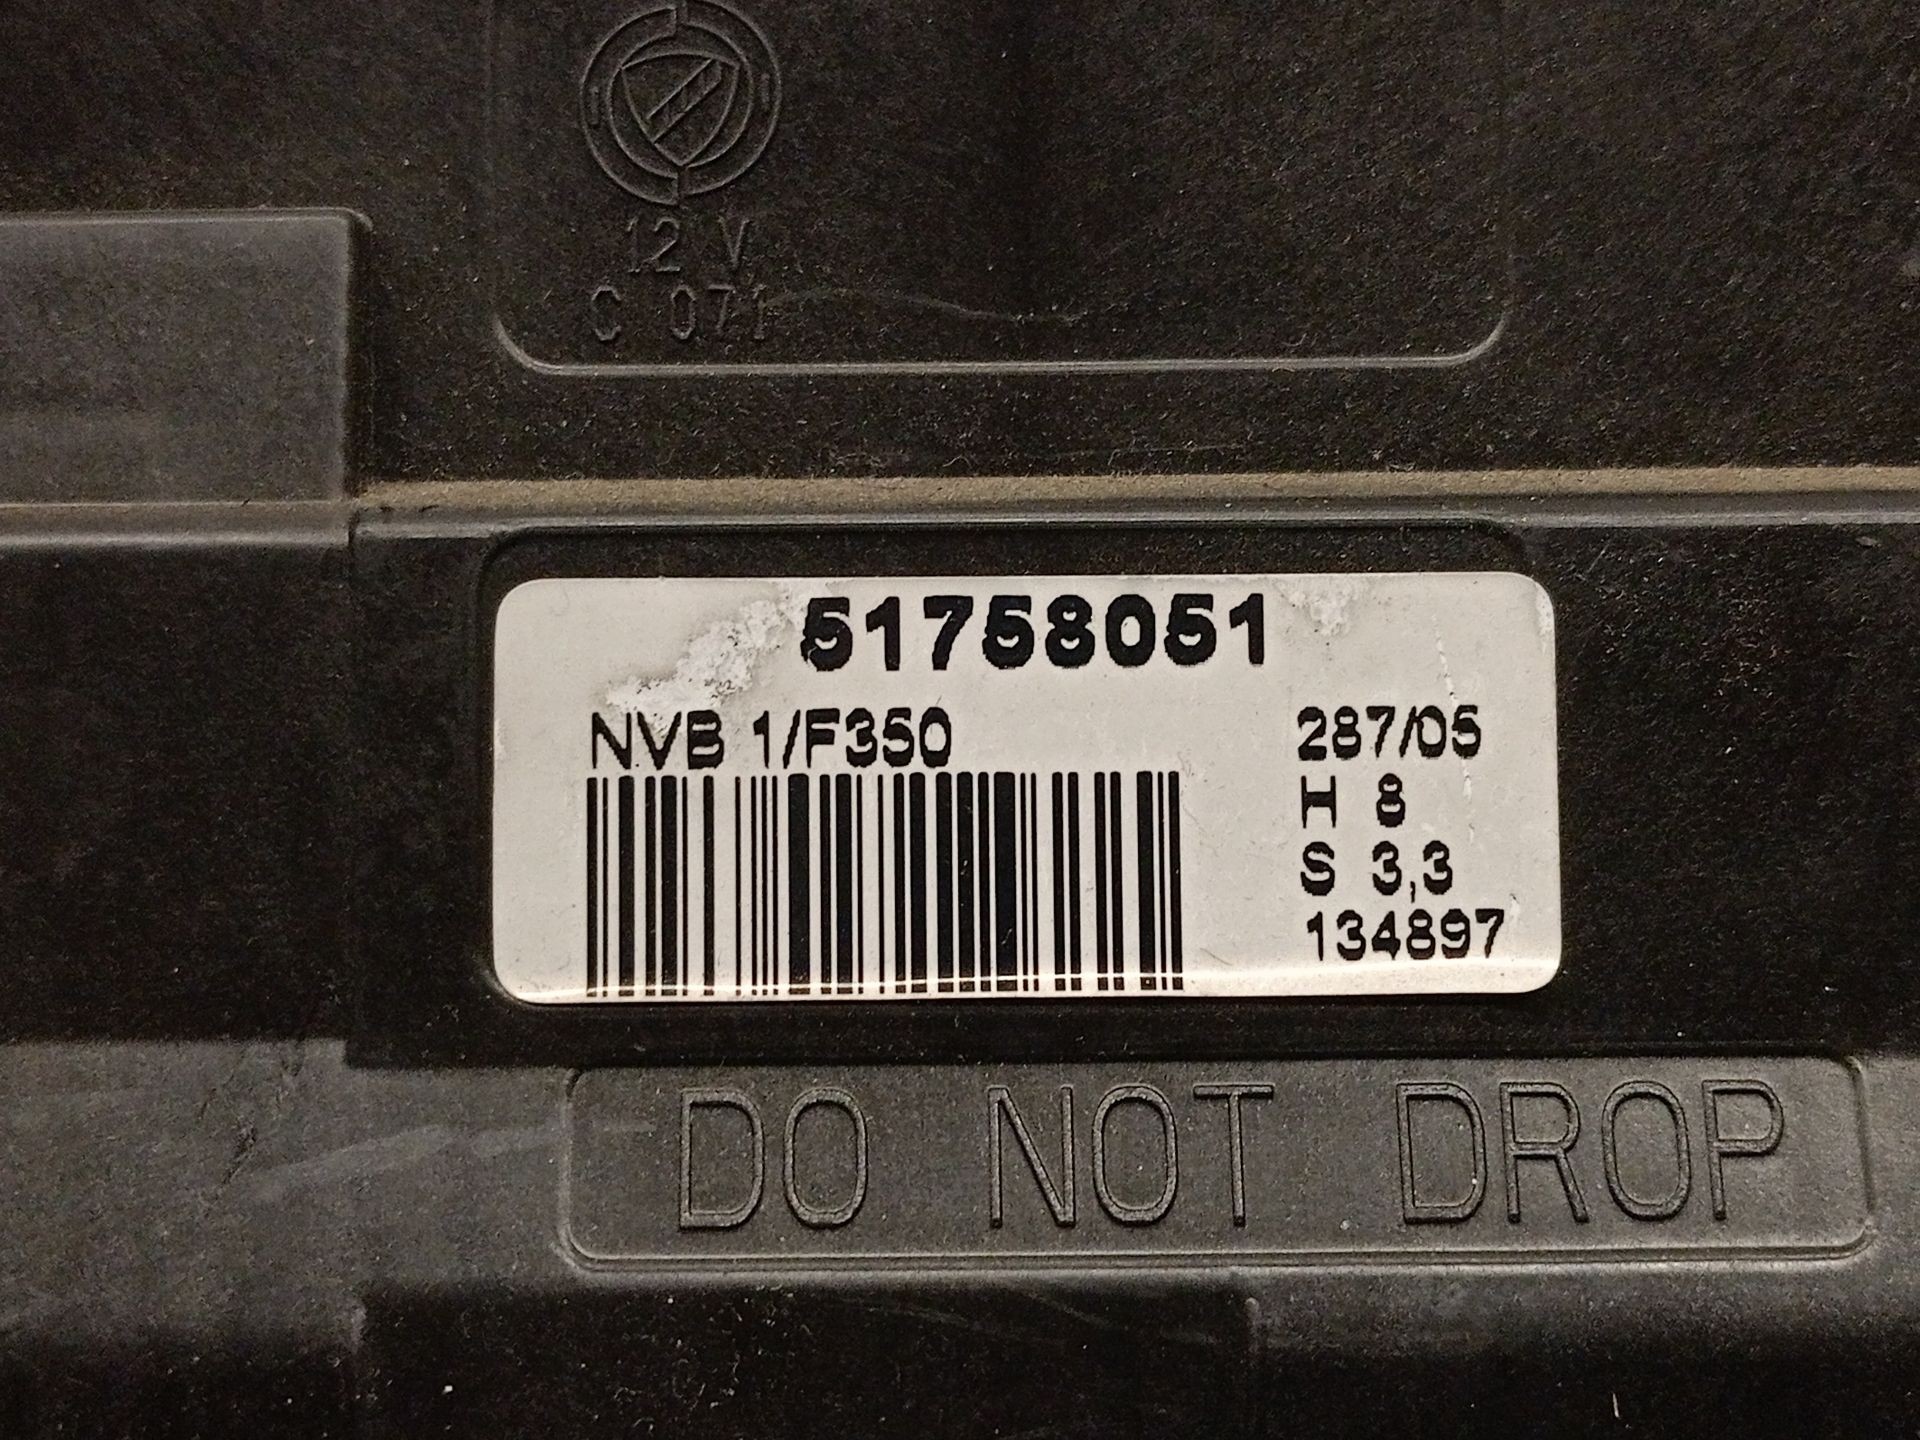 12 V
C 071
51758051
NVB 1/F350
287/05
H 8
S 3,3
134897
DO NOT DROP